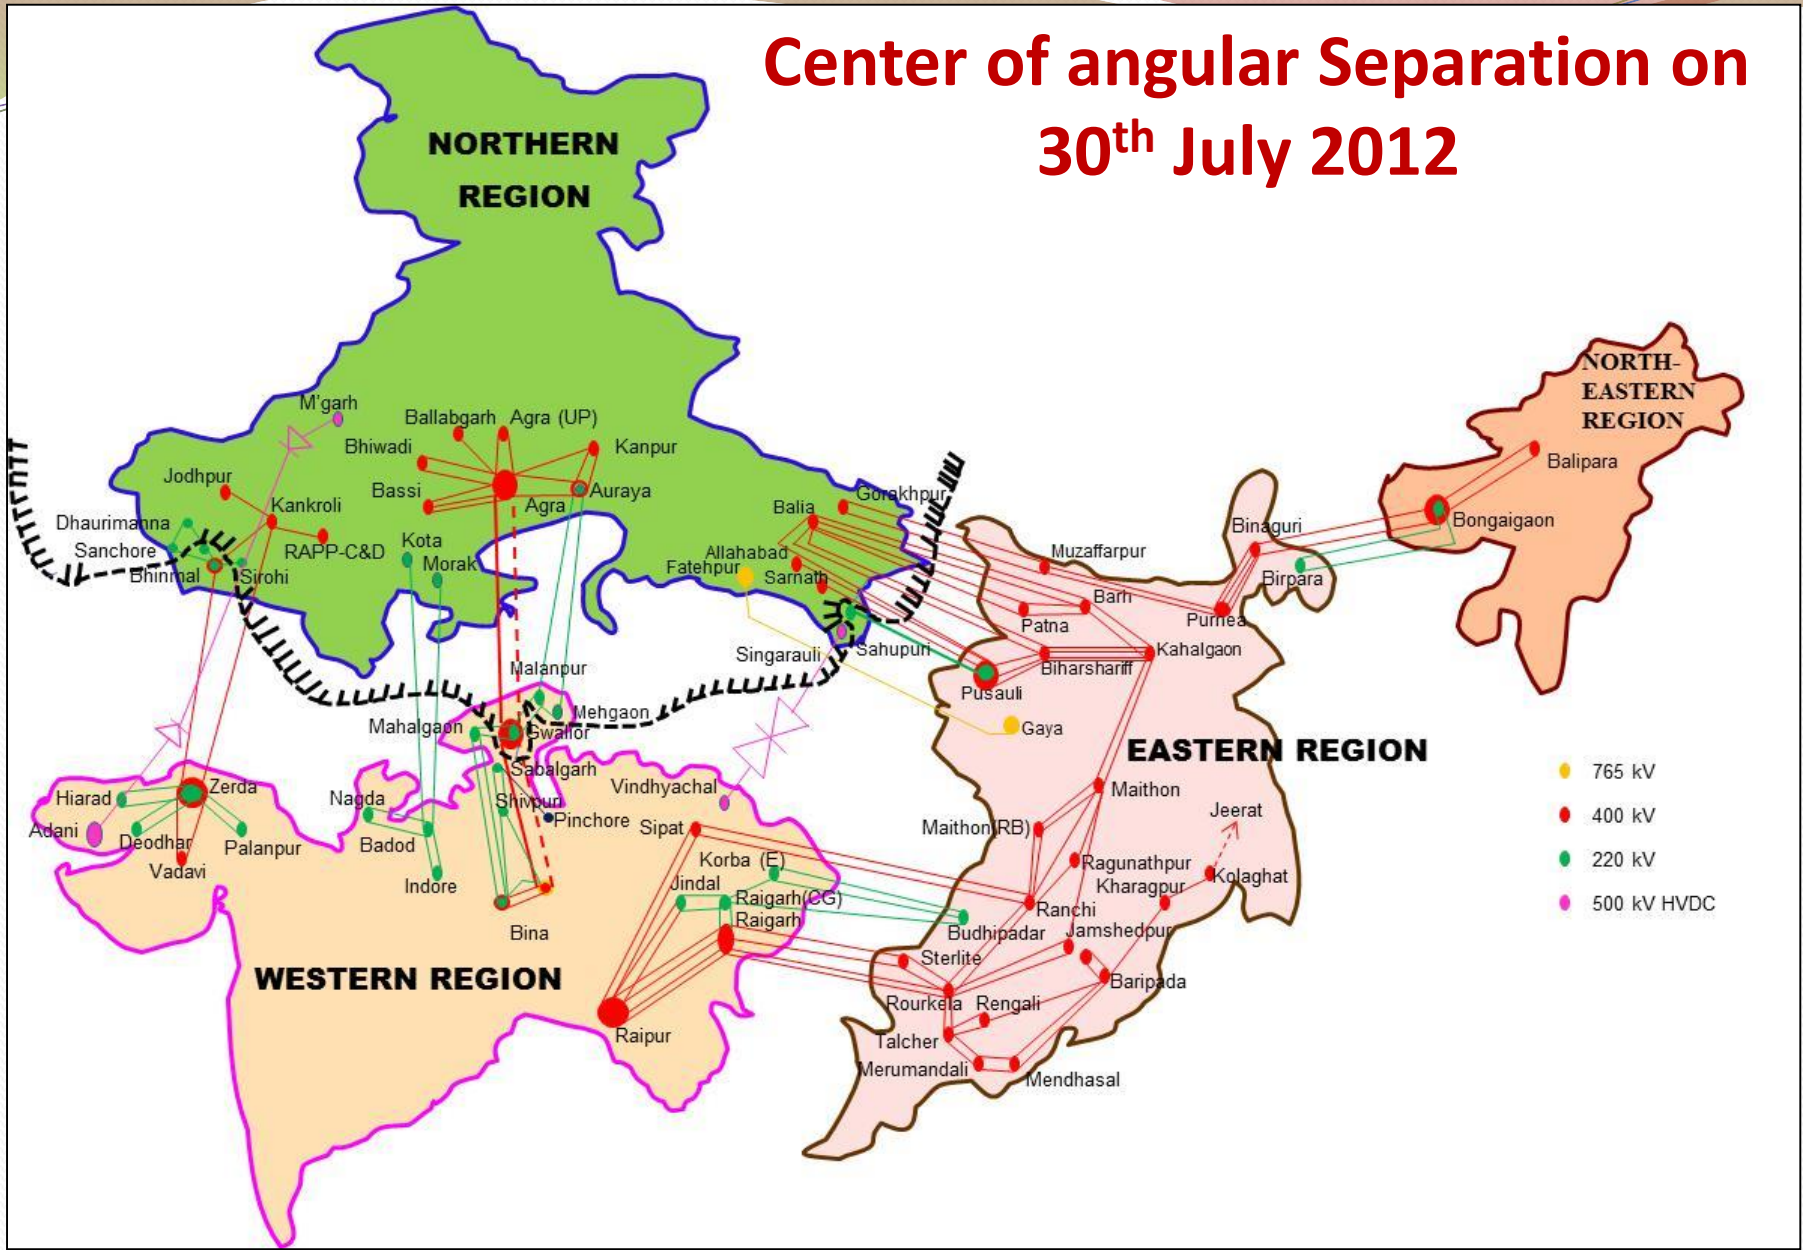 Center of angular Separation on
30th July 2012
NORTHERN
REGION
NORTH-
EASTERN
REGION
M'garh
Ballabgarh
Agra (UP)
Bhiwadi
Kanpur
Balipara
Jodhpur
Bassi
Auraya
Gorakhpur
Kankroli
Agra
Balia
Dhaurimanna
Bongaigaon
Binaguri
RAPP-C&D
Kota
Sanchore
Allahabad
Muzaffarpur
Morak
Fatehpur
Bhinmal
Sirohi
Sarnath
Birpara
Barh
Patna
Purnea
Singarauli
Sahupuri
Kahalgaon
Malanpur
Biharshariff
Pusauli
Mehgaon
Mahalgaon
Gwalior
Gaya
EASTERN REGION
Sabalgarh
765 kV
Hiarad
Zerda
Nagda
Vindhyachal
Maithon
Shivpuri
Jeerat
400 kV
Pinchore
Adani
Sipat
Maithon(RB)
Deodhar
Badod
Palanpur
220 kV
Korba (E)
Ragunathpur
Vadavi
Indore
Jindal
Kharagpur
Kolaghat
Raigarh(CG)
500 kV HVDC
Ranchi
Raigarh
Bina
Budhipadar
Jamshedpur
Sterlite
WESTERN REGION
Baripada
Rourkela
Rengali
Raipur
Talcher
Merumandali
Mendhasal